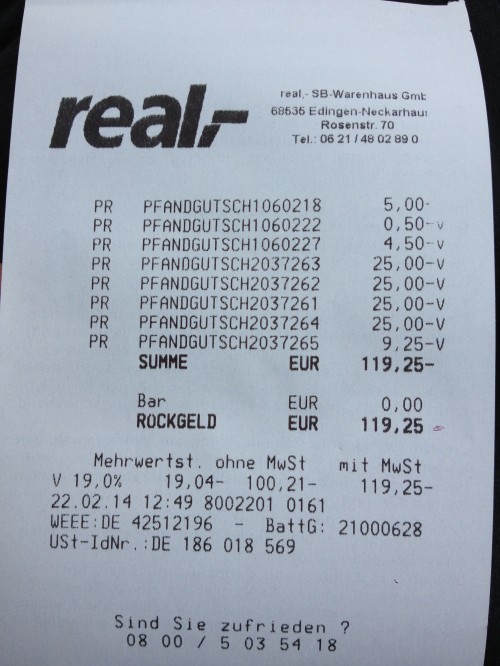 real,-
real,- SB-Warenhaus Gmb
68535 Edingen-Neckarhau
Rosenstr. 70
Tel.: 06 21 / 48 02 89 0
PR PFANDGUTSCH1060218 5,00-
PR PFANDGUTSCH1060222 0,50-V
PR PFANDGUTSCH1060227 4,50-V
PR PFANDGUTSCH2037263 25,00-V
PR PFANDGUTSCH2037262 25,00-V
PR PFANDGUTSCH2037261 25,00-V
PR PFANDGUTSCH2037264 25,00-V
PR PFANDGUTSCH2037265 9,25-V
SUMME EUR 119,25-
Bar EUR 0,00
RÜCKGELD EUR 119,25
Mehrwertst. ohne MwSt mit MwSt
V 19,0% 19,04- 100,21- 119,25-
22.02.14 12:49 8002201 0161
WEEE:DE 42512196 - BattG: 21000628
USt-IdNr.:DE 186 018 569
Sind Sie zufrieden ?
08 00 / 5 03 54 18